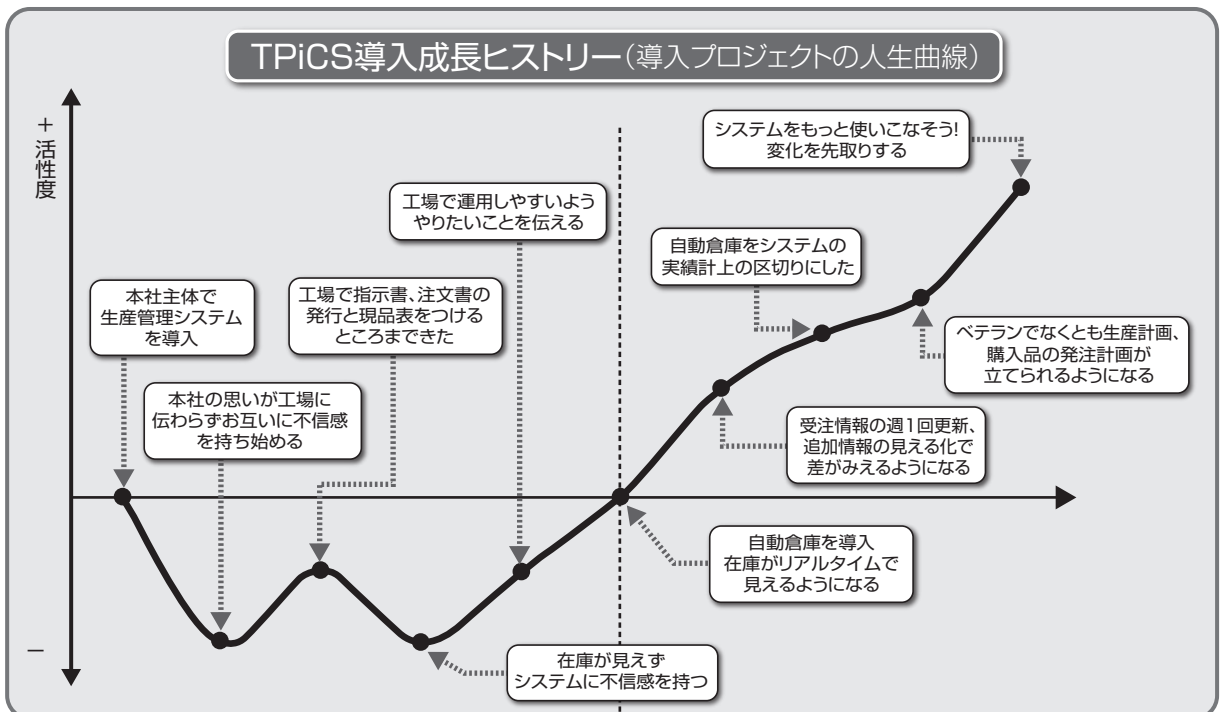 TPiCS導入成長ヒストリー(導入プロジェクトの人生曲線)
+
活性度
−
本社主体で
生産管理システム
を導入
本社の思いが工場に
伝わらずお互いに不信感
を持ち始める
工場で指示書、注文書の
発行と現品表をつける
ところまできた
在庫が見えず
システムに不信感を持つ
工場で運用しやすいよう
やりたいことを伝える
自動倉庫を導入
在庫がリアルタイムで
見えるようになる
受注情報の週1回更新、
追加情報の見える化で
差がみえるようになる
自動倉庫をシステムの
実績計上の区切りにした
ベテランでなくとも生産計画、
購入品の発注計画が
立てられるようになる
システムをもっと使いこなそう!
変化を先取りする